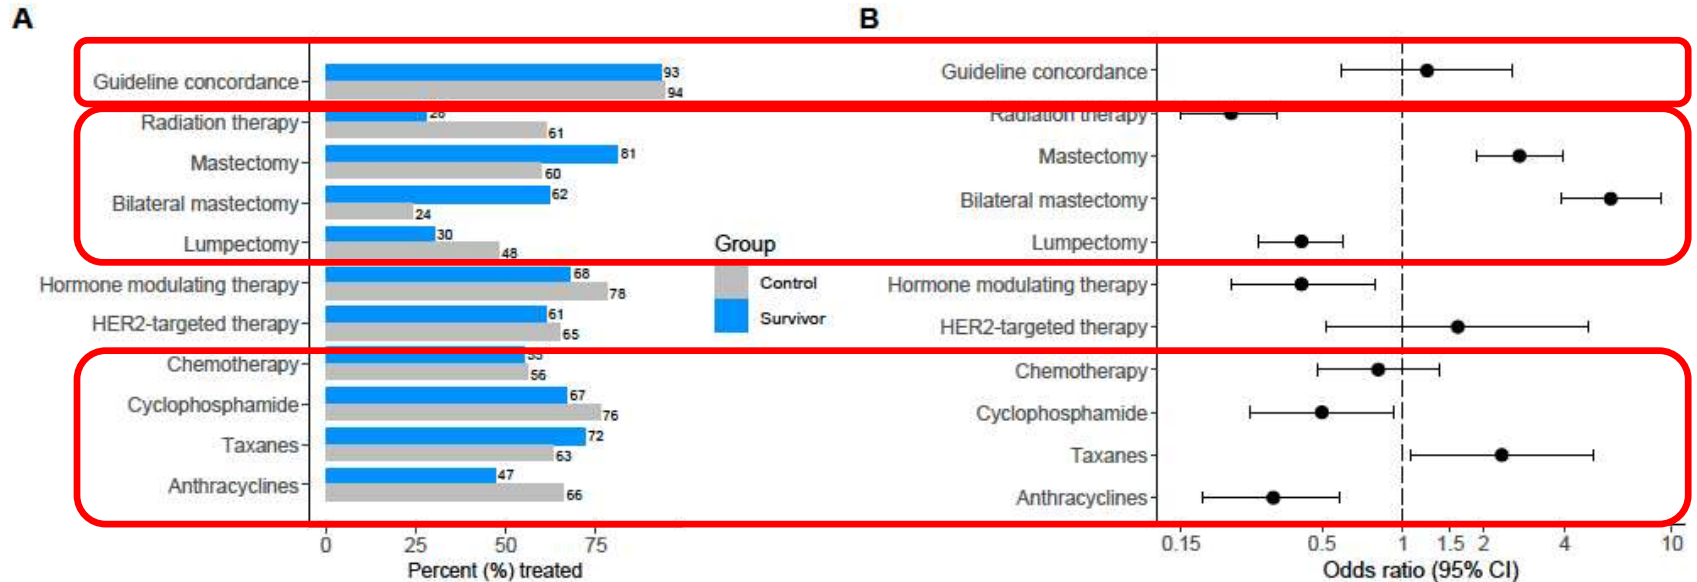 A
Guideline concordance
93
94
Radiation therapy
28
61
Mastectomy
81
60
Bilateral mastectomy
62
24
Lumpectomy
30
48
Hormone modulating therapy
68
78
HER2-targeted therapy
61
65
Chemotherapy
55
56
Cyclophosphamide
67
76
Taxanes
72
63
Anthracyclines
47
66
0 25 50 75
Percent (%) treated
Group
Control
Survivor
B
Guideline concordance
Radiation therapy
Mastectomy
Bilateral mastectomy
Lumpectomy
Hormone modulating therapy
HER2-targeted therapy
Chemotherapy
Cyclophosphamide
Taxanes
Anthracyclines
0.15 0.5 1 1.5 2 4 10
Odds ratio (95% CI)